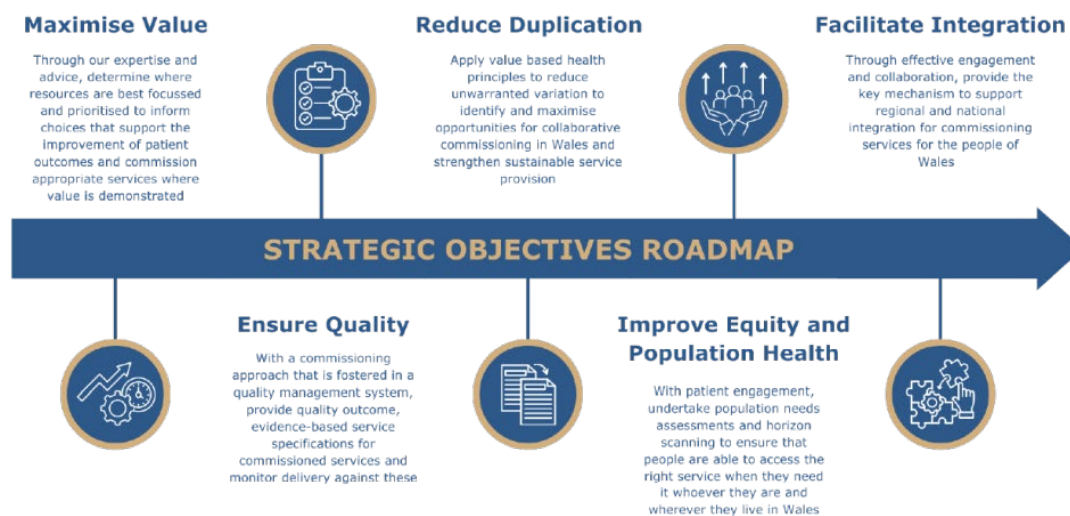 Maximise Value
Through our expertise and
advice, determine where
resources are best focussed
and prioritised to inform
choices that support the
improvement of patient
outcomes and commission
appropriate services where
value is demonstrated
Reduce Duplication
Apply value based health
principles to reduce
unwarranted variation to
identify and maximise
opportunities for collaborative
commissioning in Wales and
strengthen sustainable service
provision
Facilitate Integration
Through effective engagement
and collaboration, provide the
key mechanism to support
regional and national
integration for commissioning
services for the people of
Wales
STRATEGIC OBJECTIVES ROADMAP
Ensure Quality
With a commissioning
approach that is fostered in a
quality management system,
provide quality outcome,
evidence-based service
specifications for
commissioned services and
monitor delivery against these
Improve Equity and
Population Health
With patient engagement,
undertake population needs
assessments and horizon
scanning to ensure that
people are able to access the
right service when they need
it whoever they are and
wherever they live in Wales